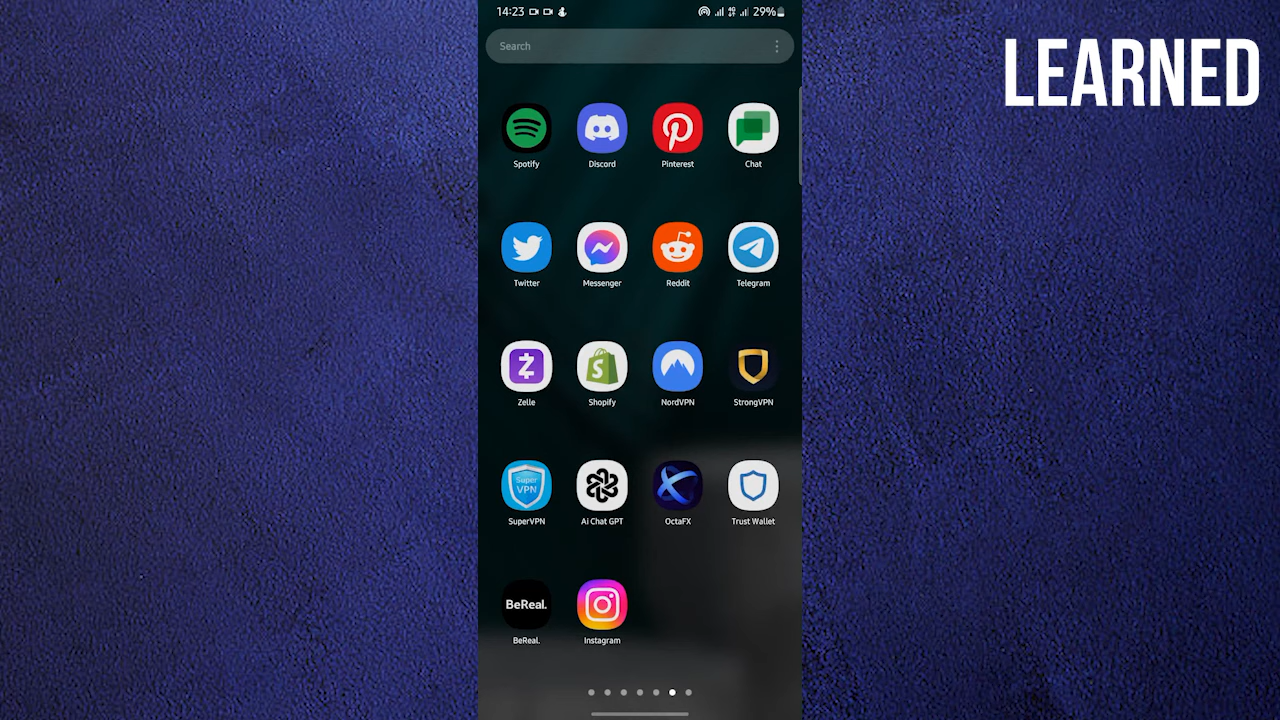 14:23 4G 29%
LEARNED
Search
Spotify Discord Pinterest Chat
Twitter Messenger Reddit Telegram
Zelle Shopify NordVPN StrongVPN
Super
VPN
SuperVPN Ai Chat GPT OctaFX Trust Wallet
BeReal.
BeReal. Instagram